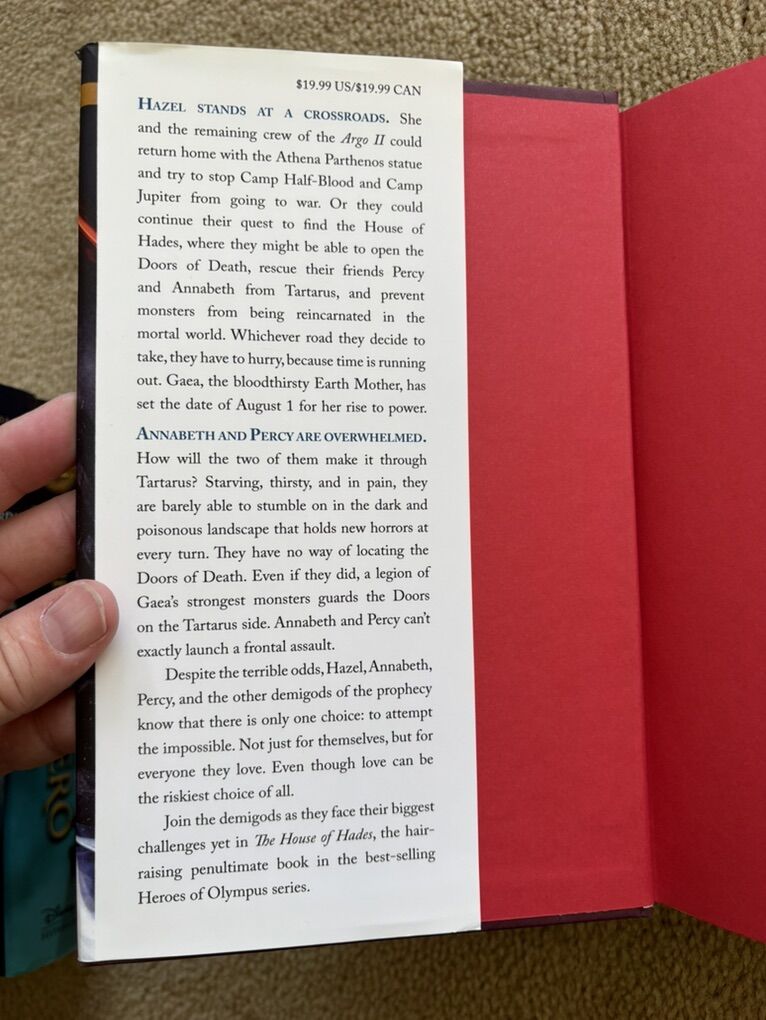 $19.99 US/$19.99 CAN
HAZEL STANDS AT A CROSSROADS. She
and the remaining crew of the Argo II could
return home with the Athena Parthenos statue
and try to stop Camp Half-Blood and Camp
Jupiter from going to war. Or they could
continue their quest to find the House of
Hades, where they might be able to open the
Doors of Death, rescue their friends Percy
and Annabeth from Tartarus, and prevent
monsters from being reincarnated in the
mortal world. Whichever road they decide to
take, they have to hurry, because time is running
out. Gaea, the bloodthirsty Earth Mother, has
set the date of August 1 for her rise to power.
ANNABETH AND PERCY ARE OVERWHELMED.
How will the two of them make it through
Tartarus? Starving, thirsty, and in pain, they
are barely able to stumble on in the dark and
poisonous landscape that holds new horrors at
every turn. They have no way of locating the
Doors of Death. Even if they did, a legion of
Gaea's strongest monsters guards the Doors
on the Tartarus side. Annabeth and Percy can't
exactly launch a frontal assault.
Despite the terrible odds, Hazel, Annabeth,
Percy, and the other demigods of the prophecy
know that there is only one choice: to attempt
the impossible. Not just for themselves, but for
everyone they love. Even though love can be
the riskiest choice of all.
Join the demigods as they face their biggest
challenges yet in The House of Hades, the hair-
raising penultimate book in the best-selling
Heroes of Olympus series.
ERO